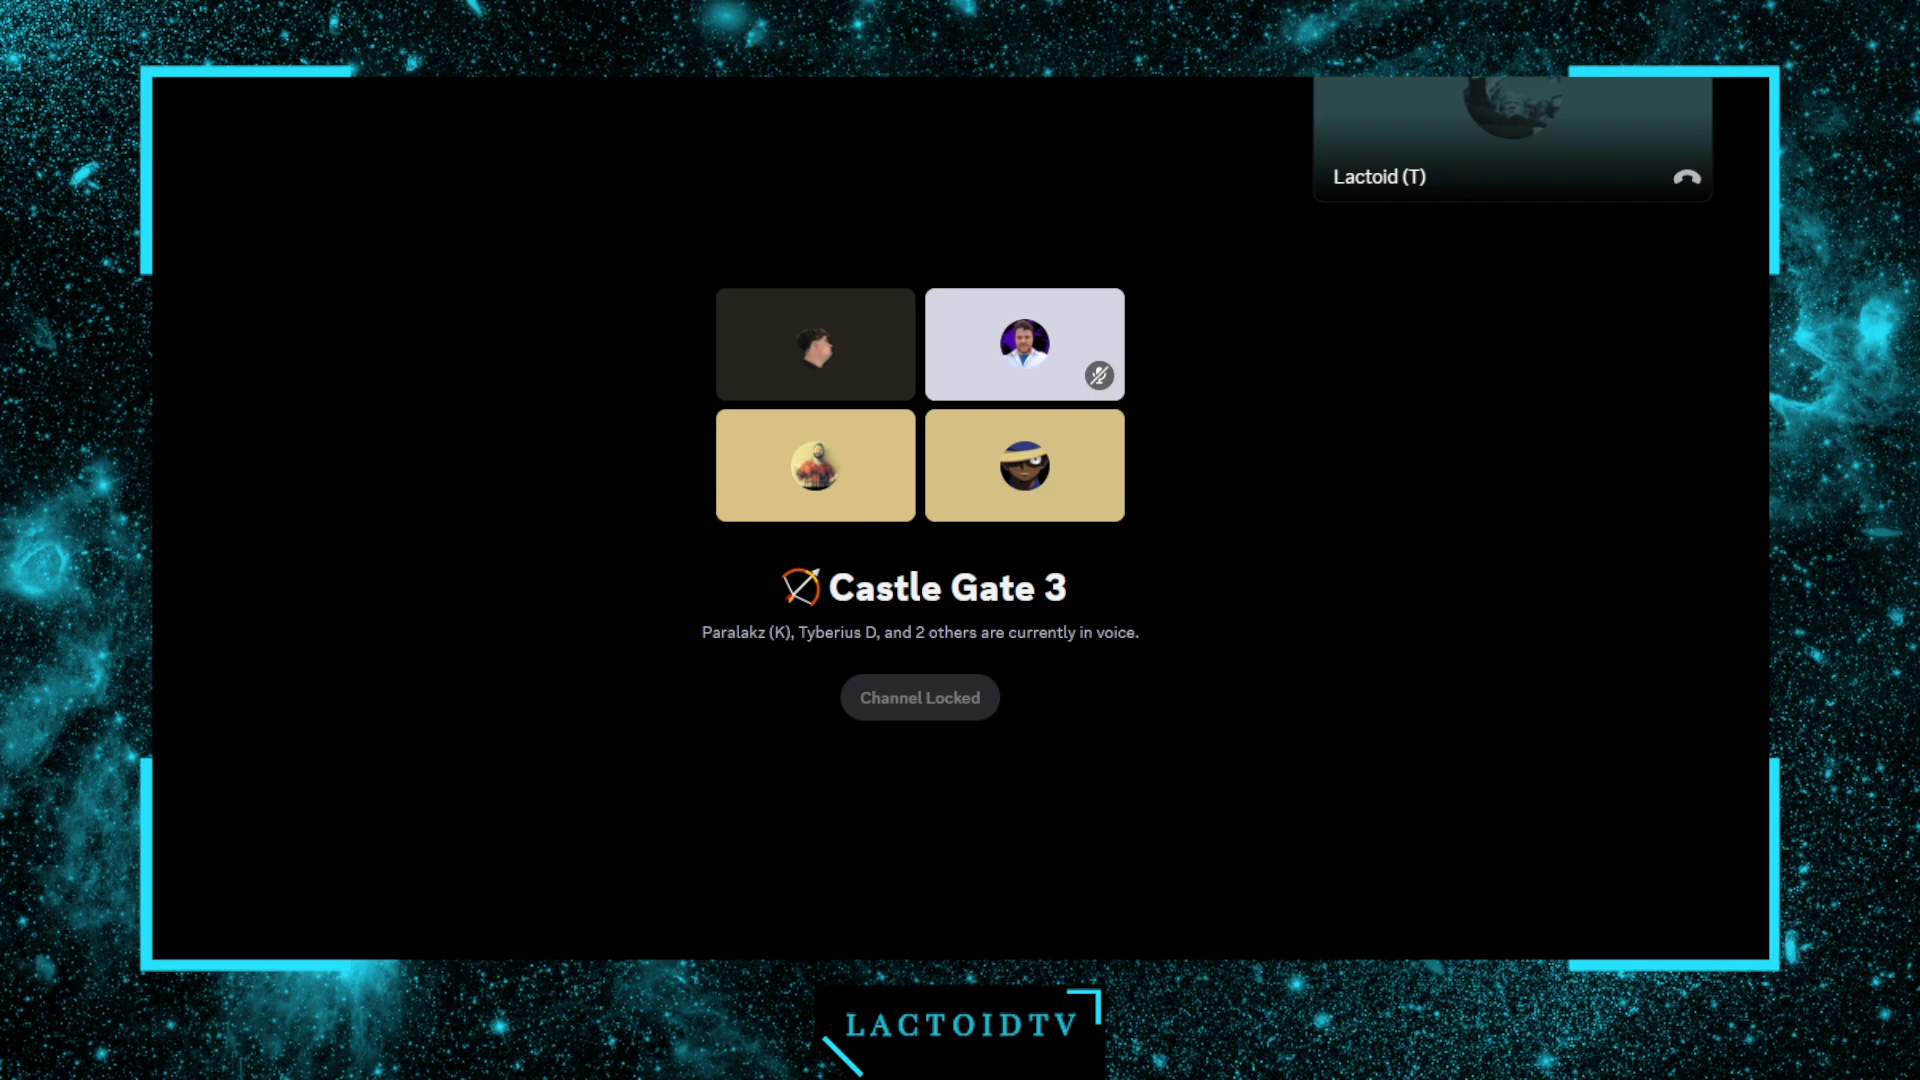 Lactoid (T)
Castle Gate 3
Paralakz (K), Tyberius D, and 2 others are currently in voice.
Channel Locked
LACTOIDTV